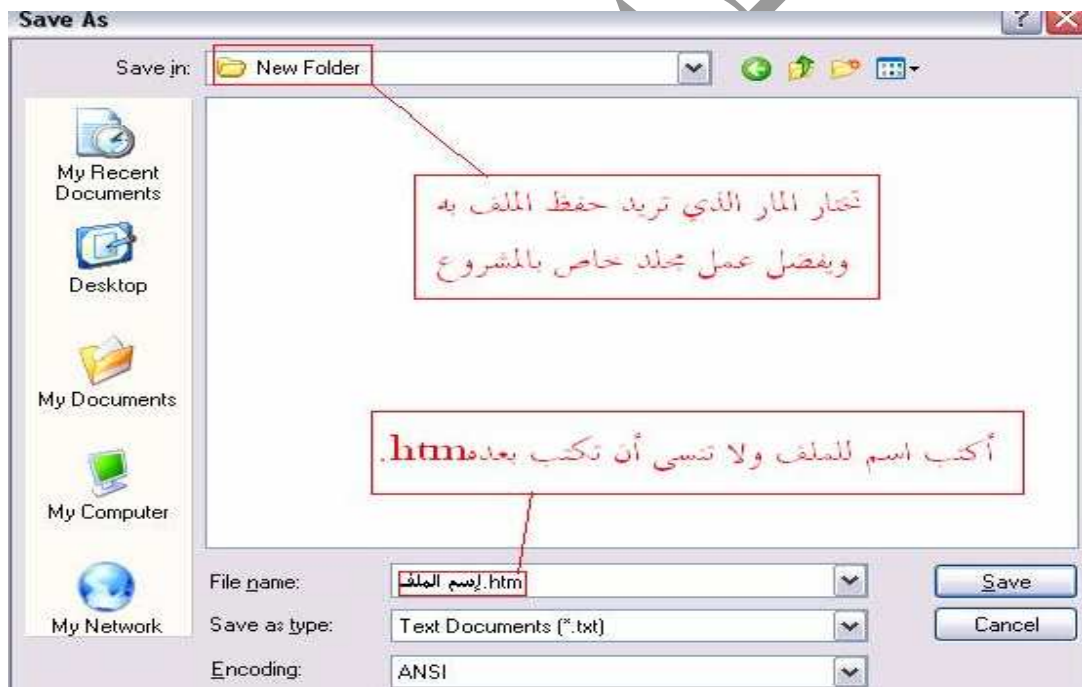 Save As
Save in: New Folder
My Recent
Documents
Desktop
My Documents
My Computer
My Network
تختار المار الذي تريد حفظ الملف به
ويفضل عمل مجلد خاص بالمشروع
أكتب اسم للملف ولا تنسى أن تكتب بعده.htm
File name: إسم الملف.htm
Save
Save as type: Text Documents (*.txt)
Cancel
Encoding: ANSI